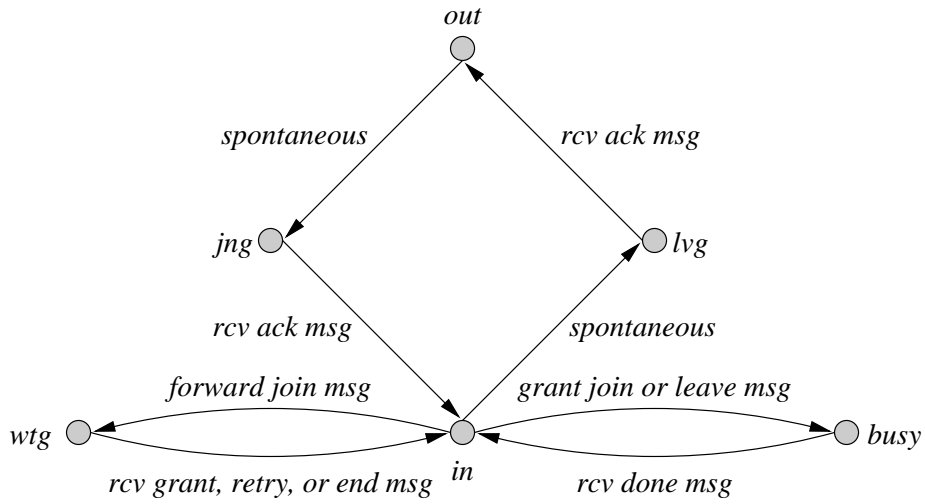 out
spontaneous
rcv ack msg
jng
lvg
rcv ack msg
spontaneous
forward join msg
grant join or leave msg
wtg
in
busy
rcv grant, retry, or end msg
rcv done msg